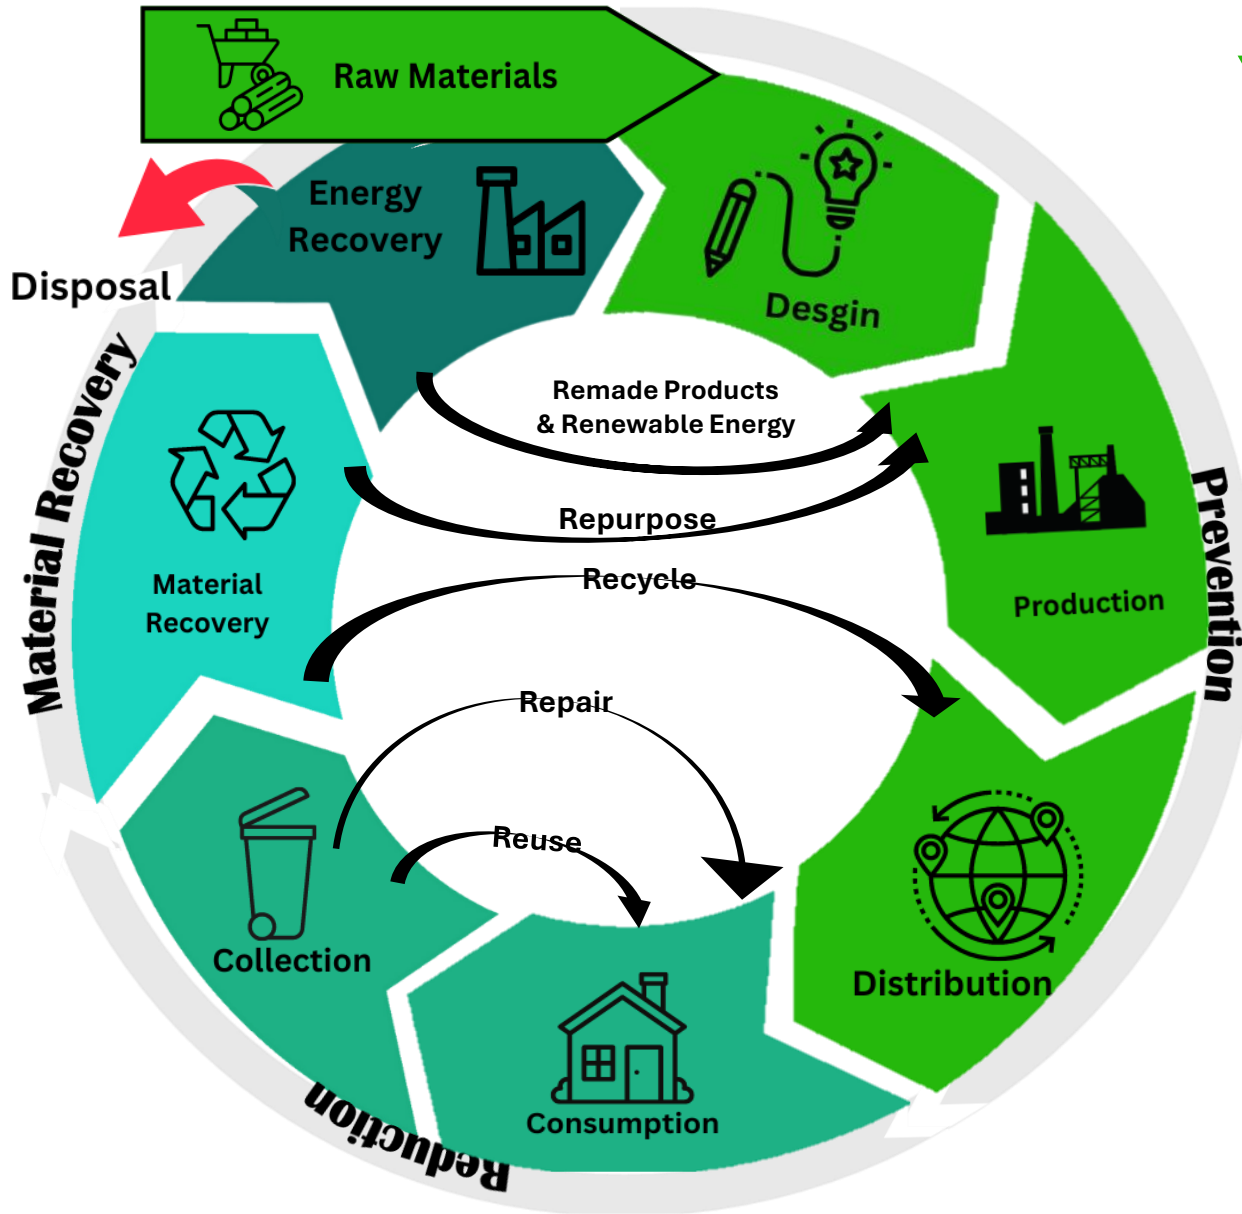 Raw Materials
Energy
Recovery
Desgin
Disposal
Remade Products
& Renewable Energy
Production
Prevention
Repurpose
Recycle
Material
Recovery
Material Recovery
Repair
Reuse
Distribution
Collection
Consumption
Reduction